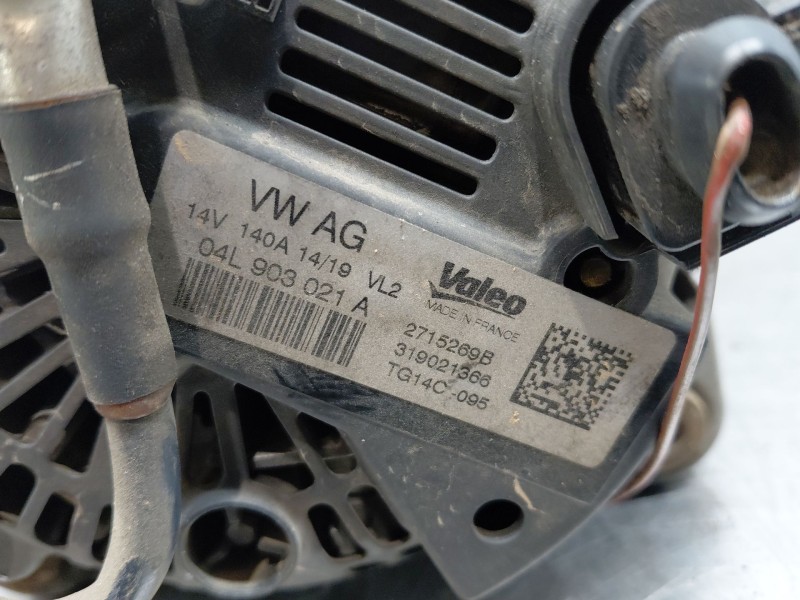 VW AG
14V 140A 14/19 VL2
04L 903 021 A
Valeo
MADE IN FRANCE
2715269B
319021366
TG14C-095